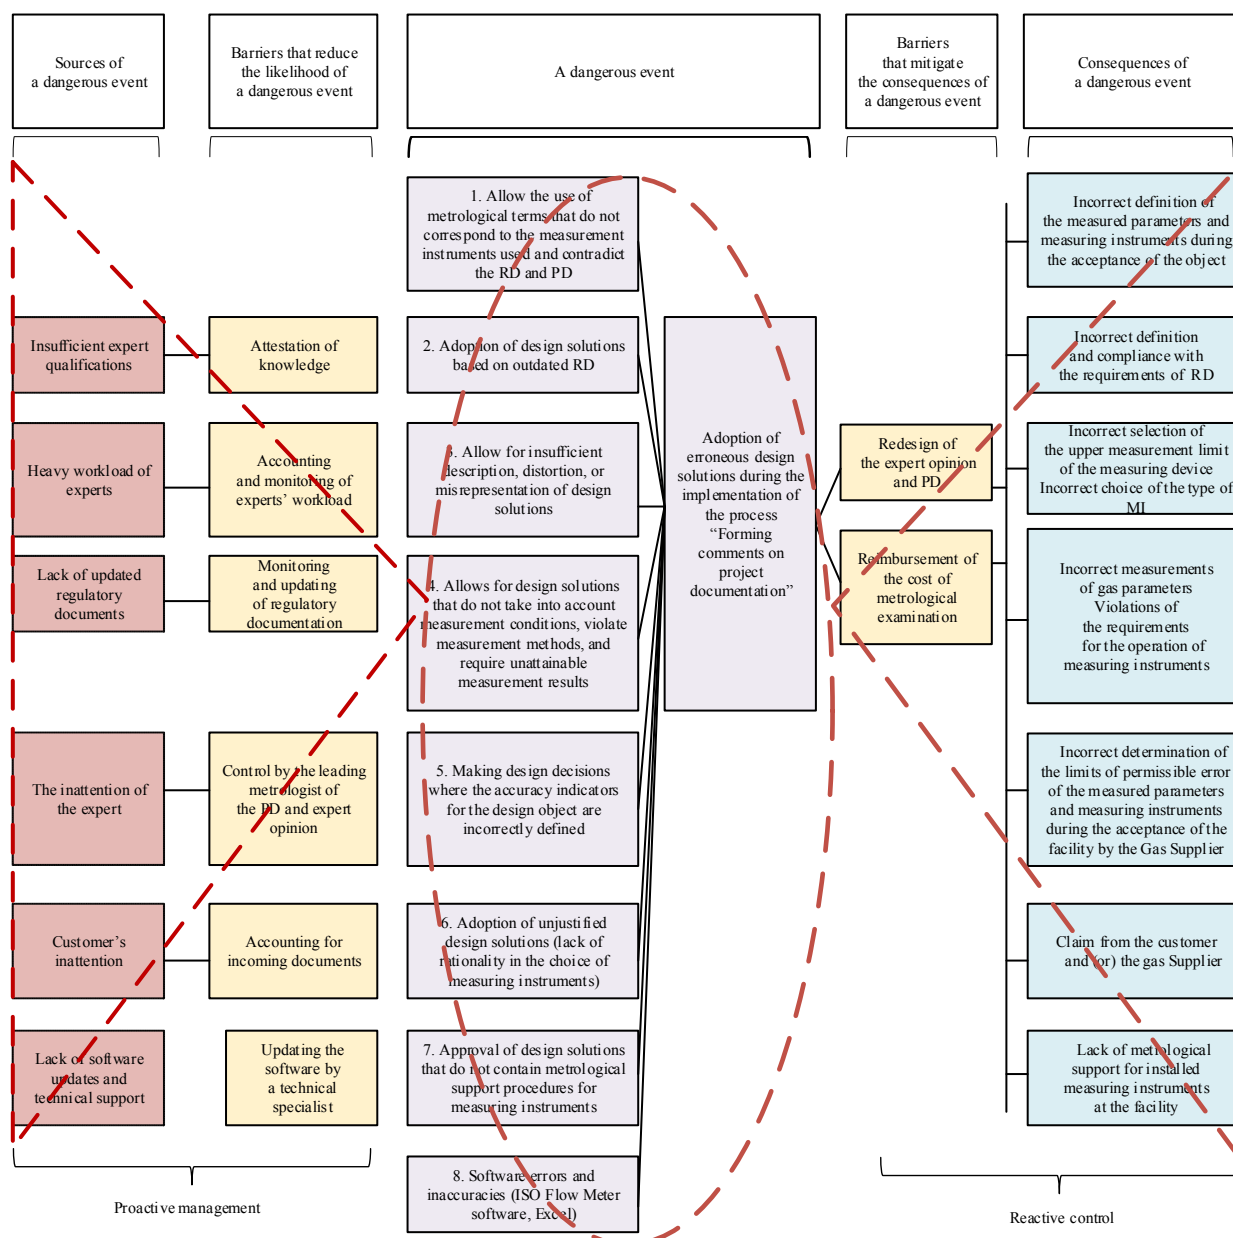 Sources of
a dangerous event
Barriers that reduce
the likelihood of
a dangerous event
A dangerous event
Barriers
that mitigate
the consequences of
a dangerous event
Consequences of
a dangerous event
Insufficient expert
qualifications
Heavy workload of
experts
Lack of updated
regulatory
documents
The inattention of
the expert
Customer's
inattention
Lack of software
updates and
technical support
Attestation of
knowledge
Accounting
and monitoring of
experts' workload
Monitoring
and updating
of regulatory
documentation
Control by the leading
metrologist of
the PD and expert
opinion
Accounting for
incoming documents
Updating the
software by
a technical
specialist
1. Allow the use of
metrological terms that do not
correspond to the measurement
instruments used and contradict
the RD and PD
2. Adoption of design solutions
based on outdated RD
3. Allow for insufficient
description, distortion, or
misrepresentation of design
solutions
4. Allows for design solutions
that do not take into account
measurement conditions, violate
measurement methods, and
require unattainable
measurement results
5. Making design decisions
where the accuracy indicators
for the design object are
incorrectly defined
6. Adoption of unjustified
design solutions (lack of
rationality in the choice of
measuring instruments)
7. Approval of design solutions
that do not contain metrological
support procedures for
measuring instruments
8. Software errors and
inaccuracies (ISO Flow Meter
software, Excel)
Adoption of
erroneous design
solutions during the
implementation of
the process
“Forming
comments on
project
documentation”
Redesign of
the expert opinion
and PD
Reimbursement of
the cost of
metrological
examination
Incorrect definition of
the measured parameters and
measuring instruments during
the acceptance of the object
Incorrect definition
and compliance with
the requirements of RD
Incorrect selection of
the upper measurement limit
of the measuring device
Incorrect choice of the type of
MI
Incorrect measurements
of gas parameters
Violations of
the requirements
for the operation of
measuring instruments
Incorrect determination of
the limits of permissible error
of the measured parameters
and measuring instruments
during the acceptance of the
facility by the Gas Supplier
Claim from the customer
and (or) the gas Supplier
Lack of metrological
support for installed
measuring instruments
at the facility
Proactive management
Reactive control